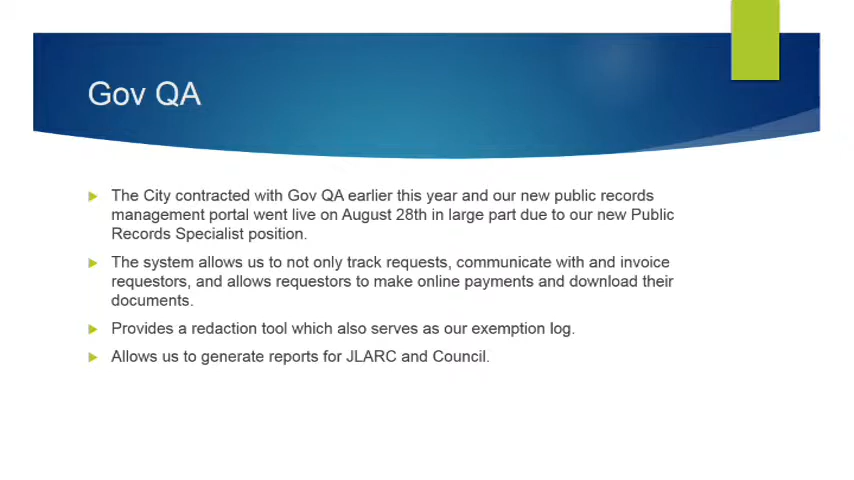 Gov QA
The City contracted with Gov QA earlier this year and our new public records
management portal went live on August 28th in large part due to our new Public
Records Specialist position.
The system allows us to not only track requests, communicate with and invoice
requestors, and allows requestors to make online payments and download their
documents.
Provides a redaction tool which also serves as our exemption log.
Allows us to generate reports for JLARC and Council.